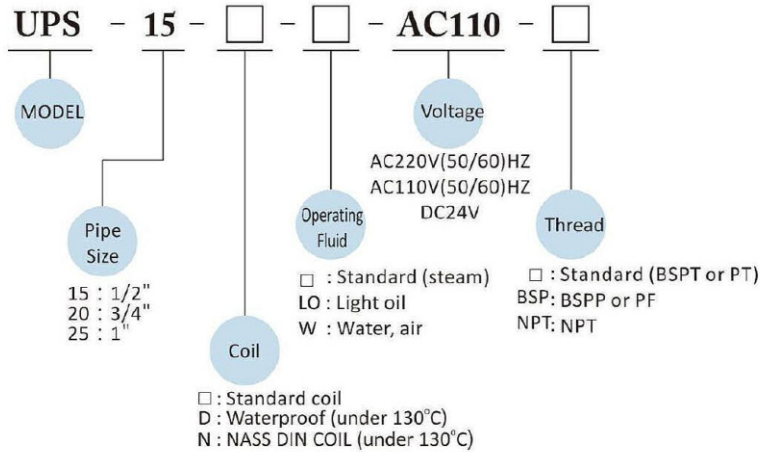 UPS - 15 - □ - □ - AC110 - □
MODEL
Voltage
AC220V(50/60)HZ
AC110V(50/60)HZ
DC24V
Pipe
Size
15 : 1/2"
20 : 3/4"
25 : 1"
Operating
Fluid
□ : Standard (steam)
LO : Light oil
W : Water, air
Thread
□ : Standard (BSPT or PT)
BSP: BSPP or PF
NPT: NPT
Coil
□ : Standard coil
D : Waterproof (under 130°C)
N : NASS DIN COIL (under 130°C)